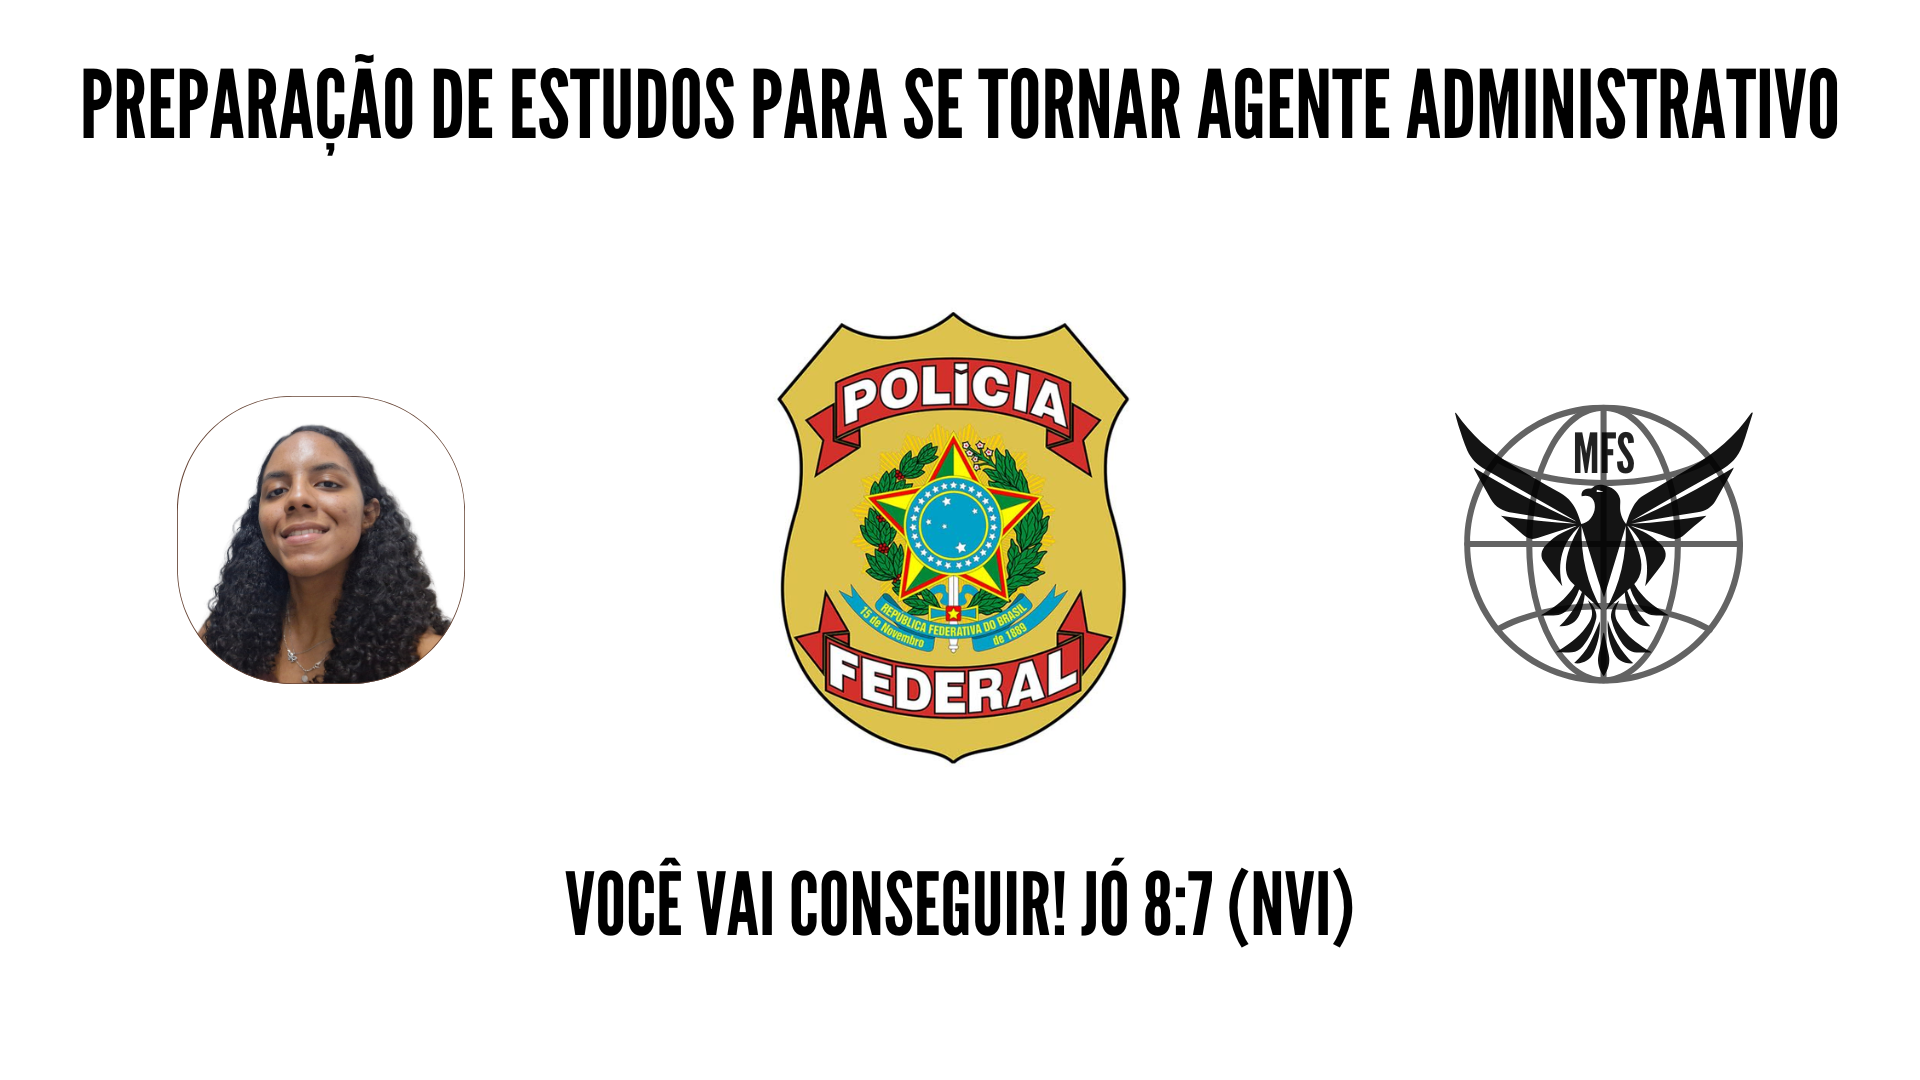 PREPARAÇÃO DE ESTUDOS PARA SE TORNAR AGENTE ADMINISTRATIVO
POLÍCIA
MFS
REPÚBLICA FEDERATIVA DO BRASIL
15 de Novembro de 1889
FEDERAL
VOCÊ VAI CONSEGUIR! JÓ 8:7 (NVI)